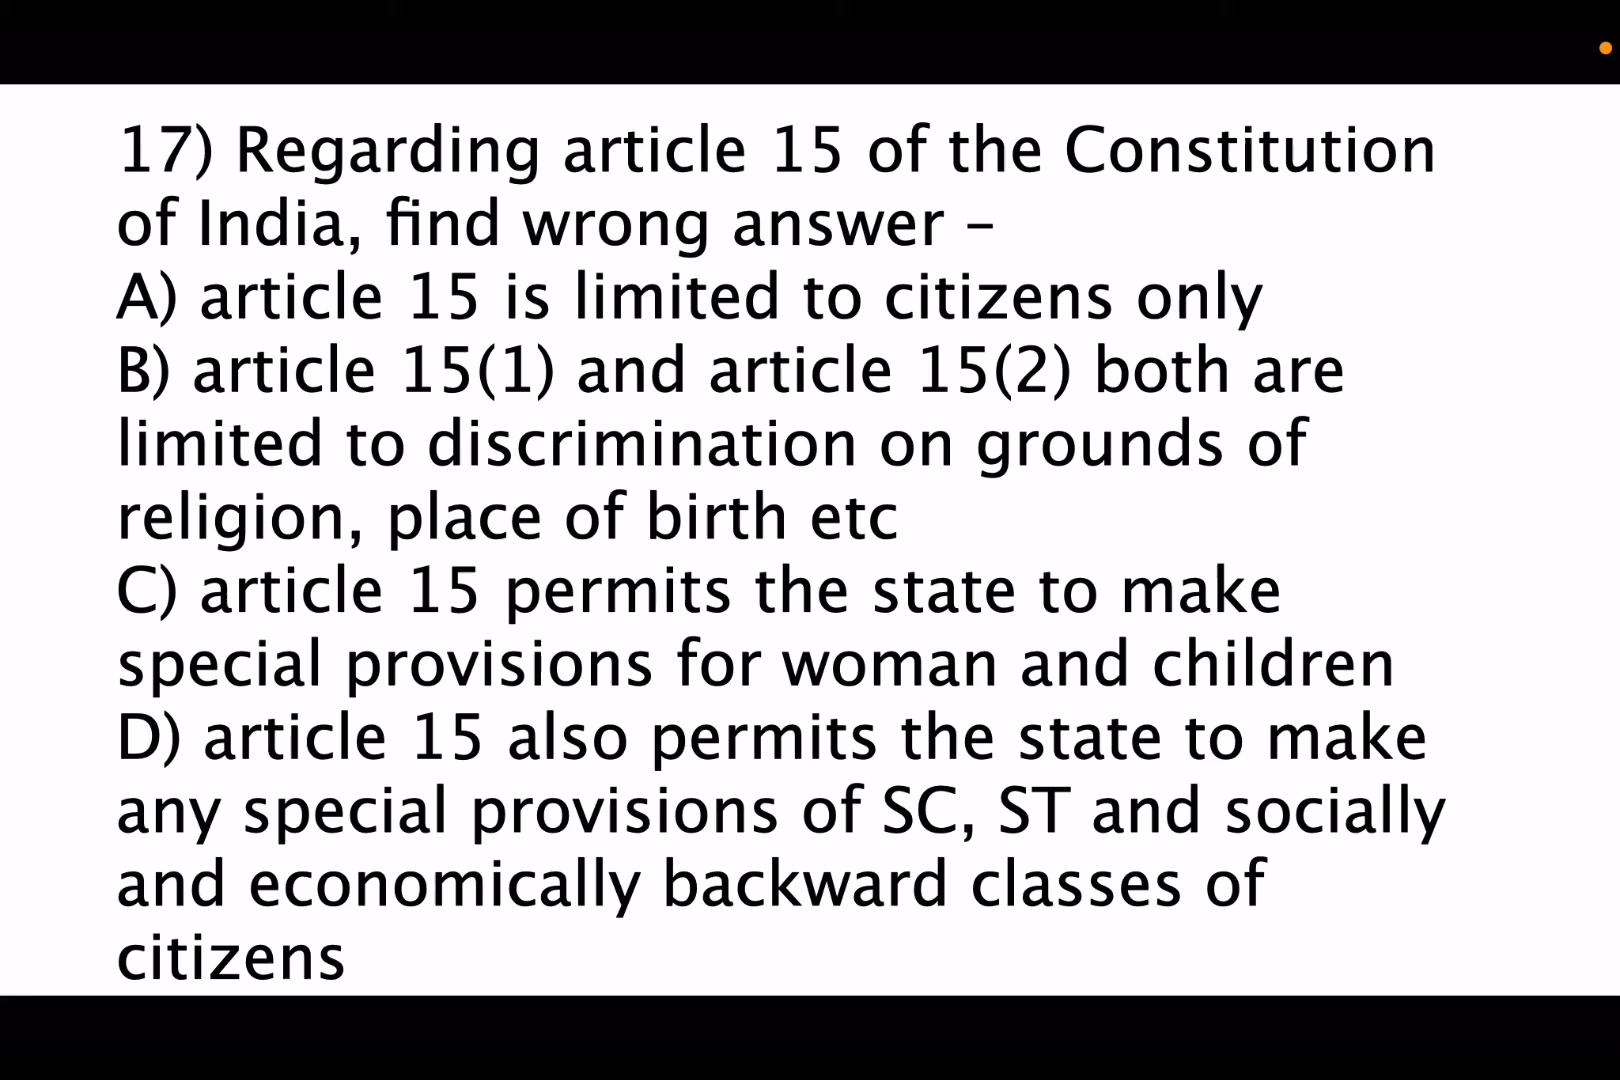 17) Regarding article 15 of the Constitution
of India, find wrong answer –
A) article 15 is limited to citizens only
B) article 15(1) and article 15(2) both are
limited to discrimination on grounds of
religion, place of birth etc
C) article 15 permits the state to make
special provisions for woman and children
D) article 15 also permits the state to make
any special provisions of SC, ST and socially
and economically backward classes of
citizens